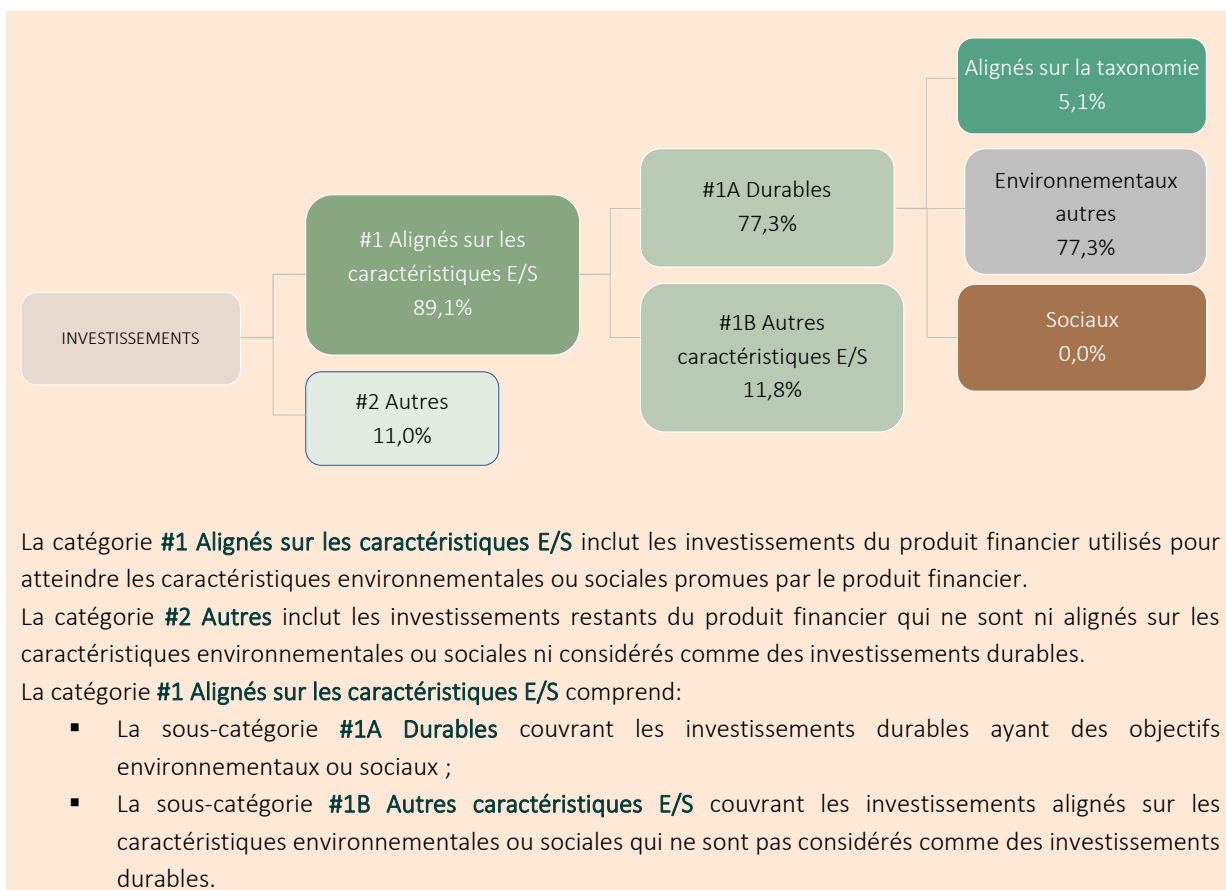 INVESTISSEMENTS
#1 Alignés sur les
caractéristiques E/S
89,1%
#2 Autres
11,0%
#1A Durables
77,3%
#1B Autres
caractéristiques E/S
11,8%
Alignés sur la taxonomie
5,1%
Environnementaux
autres
77,3%
Sociaux
0,0%
La catégorie #1 Alignés sur les caractéristiques E/S inclut les investissements du produit financier utilisés pour
atteindre les caractéristiques environnementales ou sociales promues par le produit financier.
La catégorie #2 Autres inclut les investissements restants du produit financier qui ne sont ni alignés sur les
caractéristiques environnementales ou sociales ni considérés comme des investissements durables.
La catégorie #1 Alignés sur les caractéristiques E/S comprend:
▪ La sous-catégorie #1A Durables couvrant les investissements durables ayant des objectifs
environnementaux ou sociaux ;
▪ La sous-catégorie #1B Autres caractéristiques E/S couvrant les investissements alignés sur les
caractéristiques environnementales ou sociales qui ne sont pas considérés comme des investissements
durables.